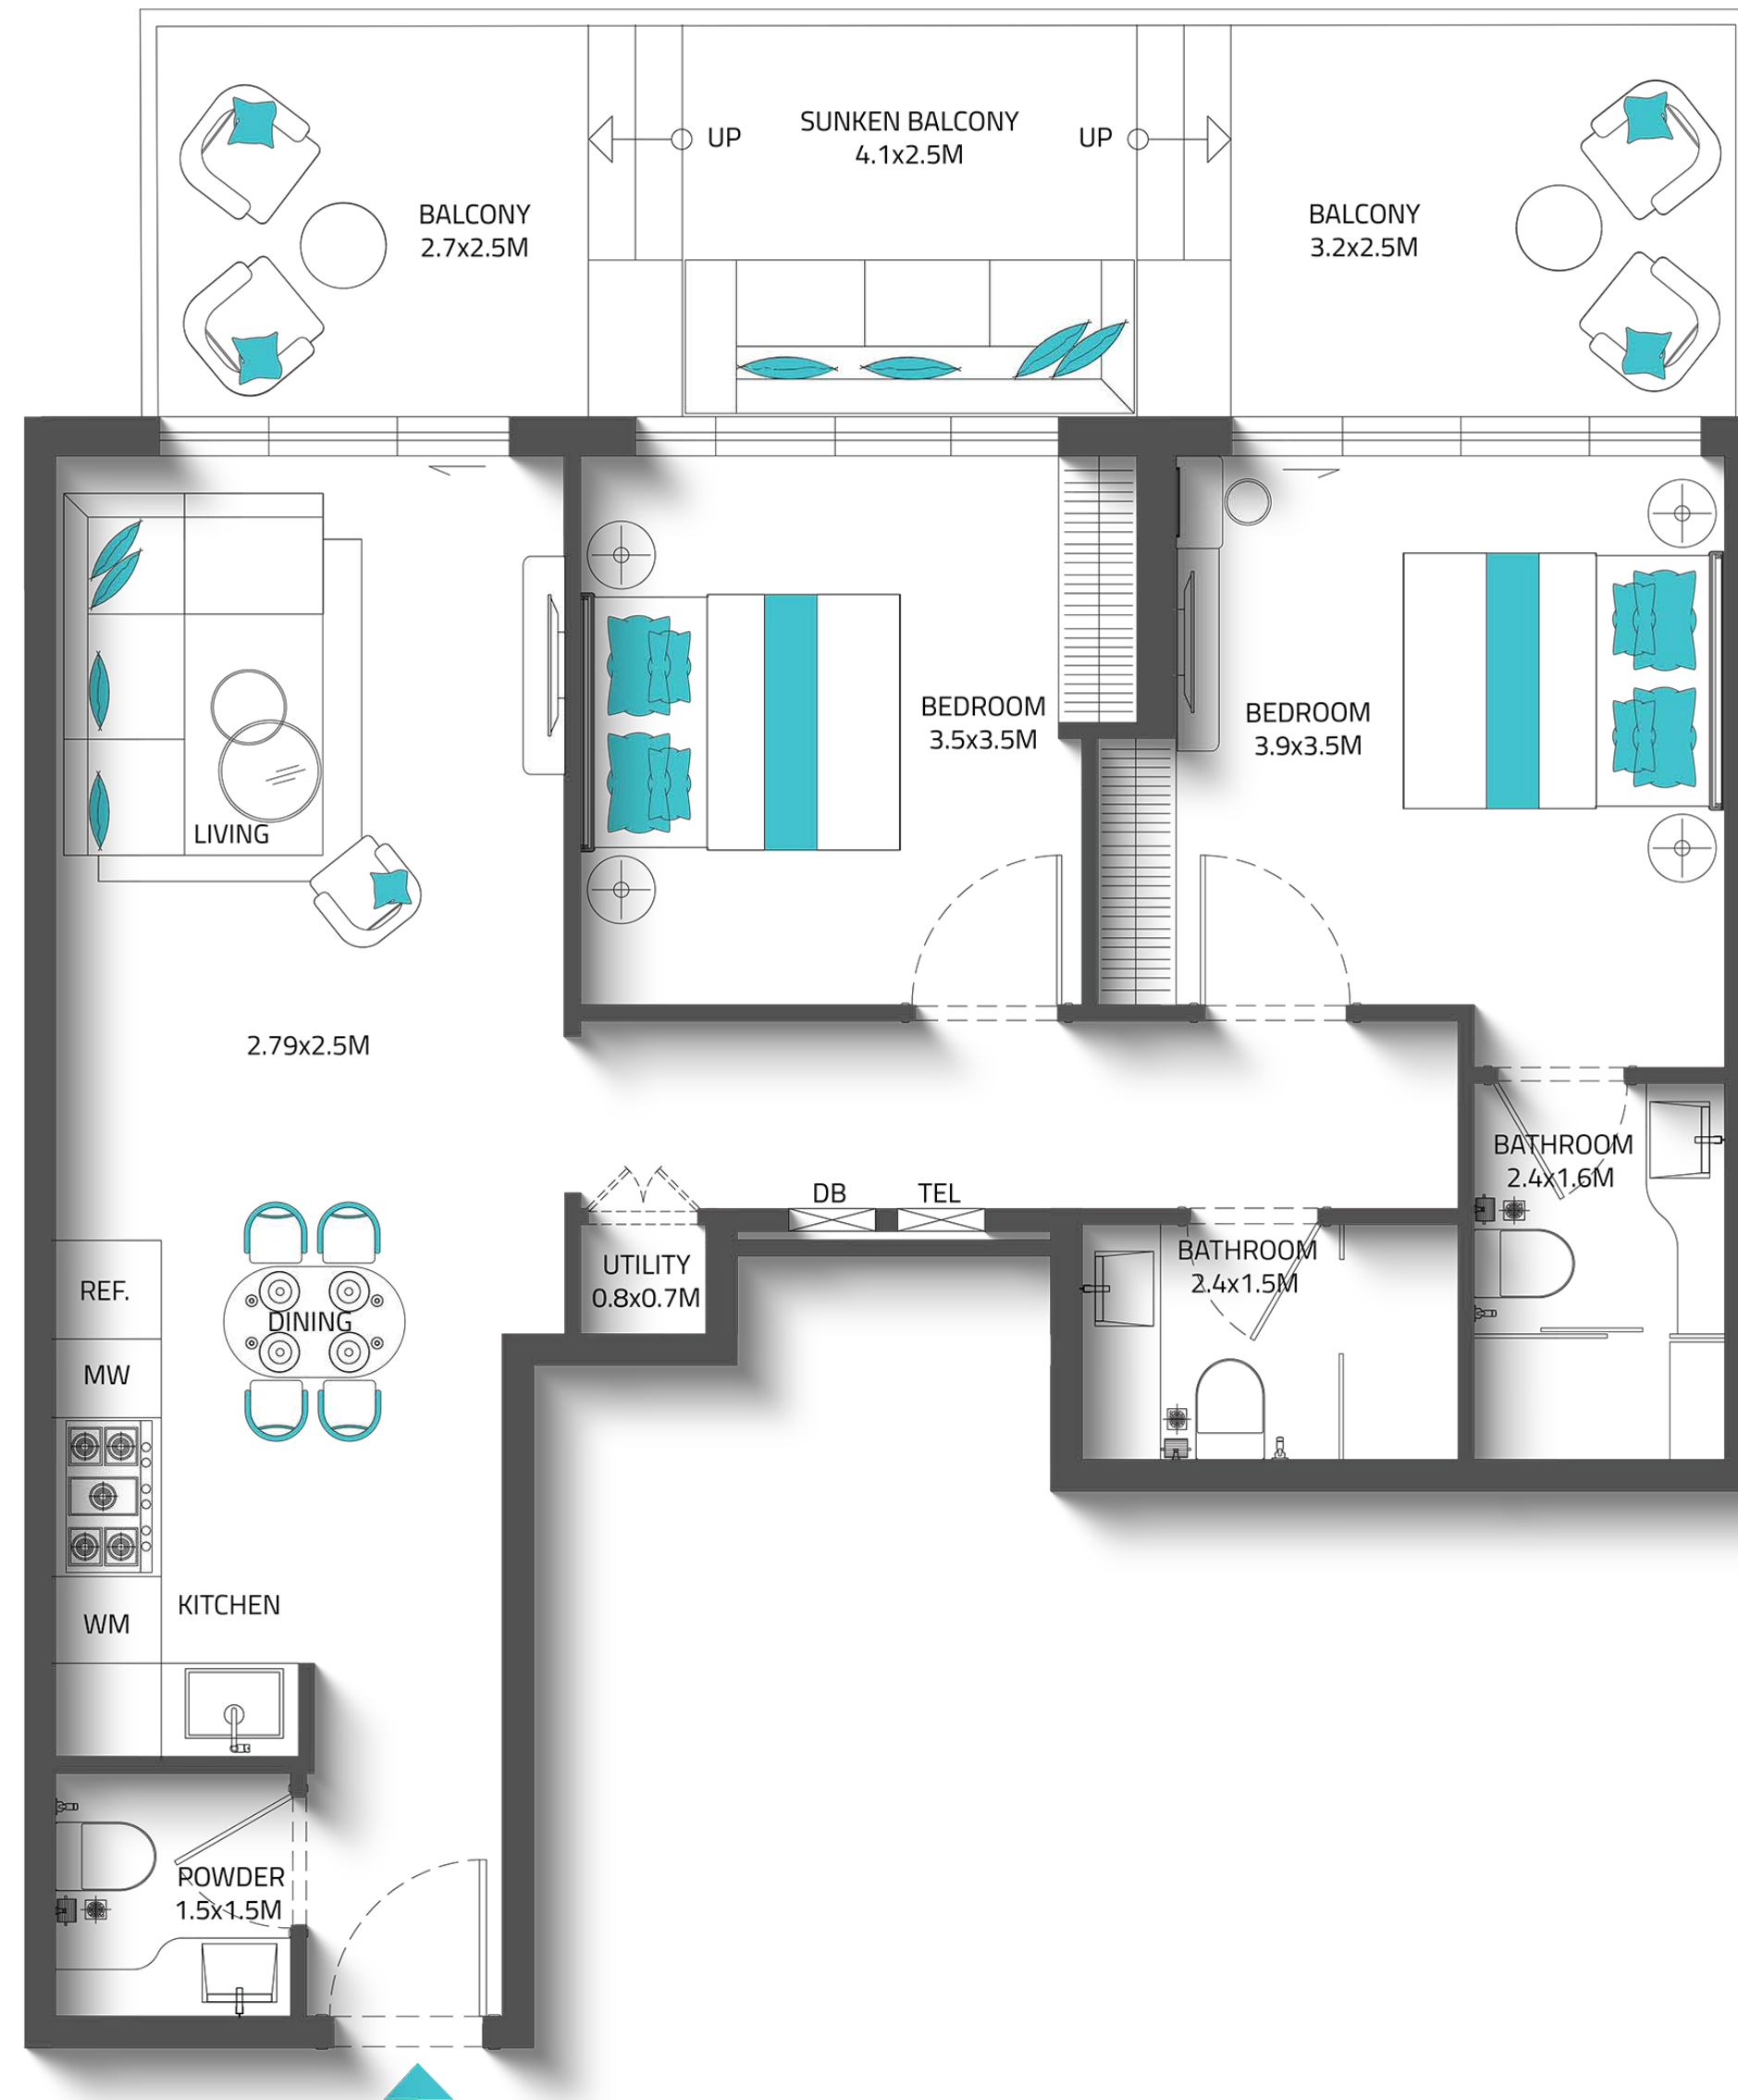 SUNKEN BALCONY
4.1x2.5M
UP
UP
BALCONY
2.7x2.5M
BALCONY
3.2x2.5M
BEDROOM
3.5x3.5M
BEDROOM
3.9x3.5M
LIVING
2.79x2.5M
BATHROOM
2.4x1.6M
DB
TEL
UTILITY
0.8x0.7M
BATHROOM
2.4x1.5M
REF.
DINING
MW
KITCHEN
WM
POWDER
1.5x1.5M